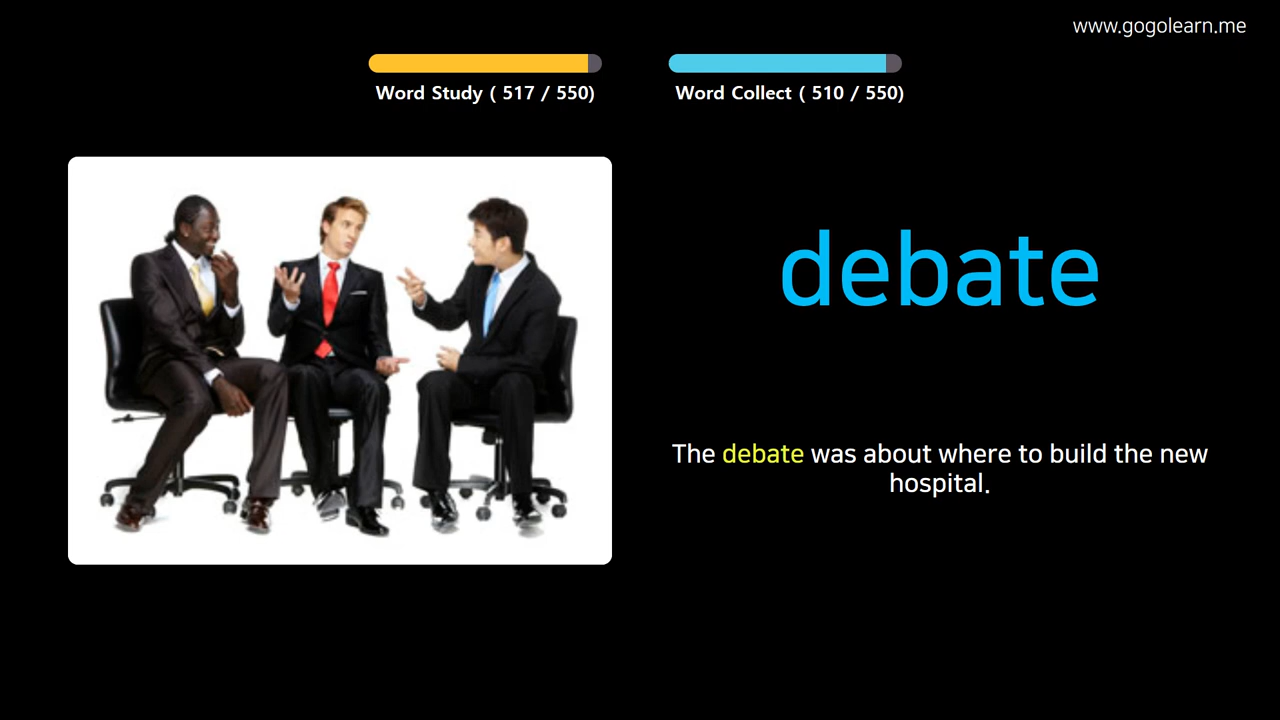 www.gogolearn.me
Word Study ( 517 / 550)
Word Collect ( 510 / 550)
debate
The debate was about where to build the new
hospital.